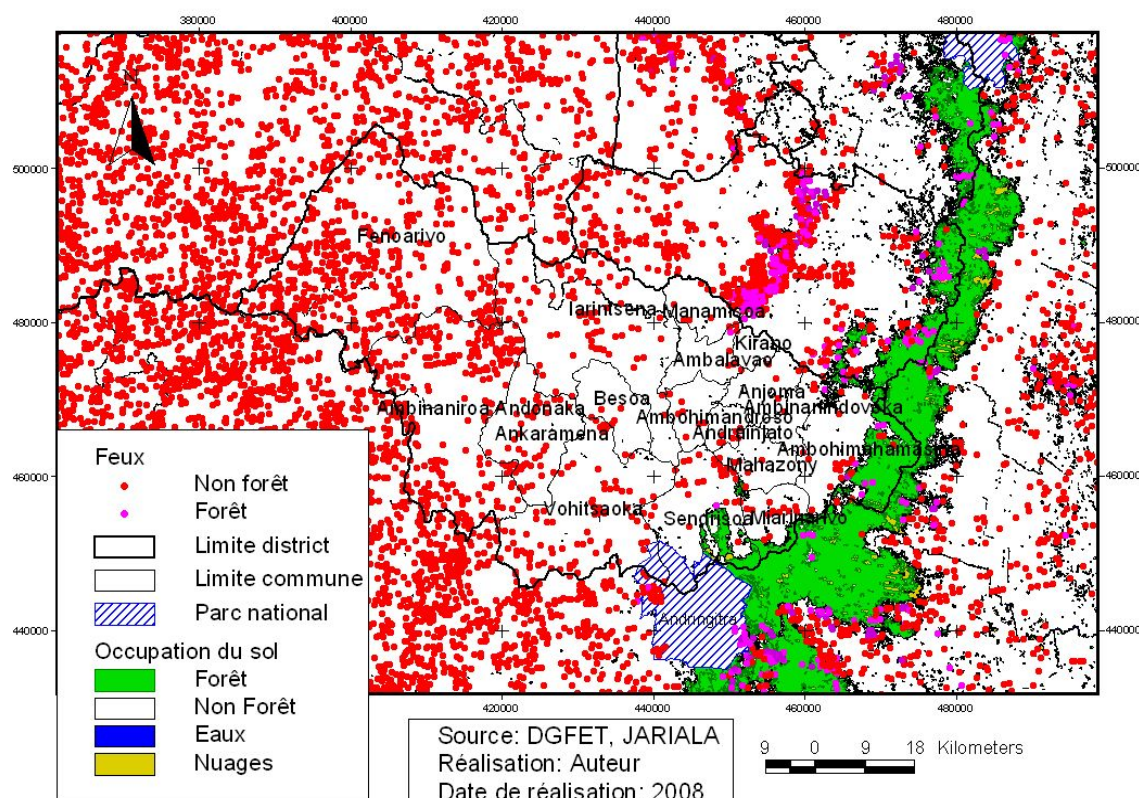 380000 400000 420000 440000 460000 480000
500000 500000
Fenoarivo
480000 480000
Iarintsena Manamisoa
Kirano
Ambalavao
Anjoma
Besoa
Ambinanindovoka
Ambinaniroa Andonaka
Ambohimandroso
Ankaramena
Andrainjato
Ambohimahamasina
Mahazony
460000 460000
Vohitsaoka
Sendrisoa Miarinarivo
Andringitra
440000 440000
420000 440000 460000 480000
N
Feux
Non forêt
Forêt
Limite district
Limite commune
Parc national
Occupation du sol
Forêt
Non Forêt
Eaux
Nuages
Source: DGFET, JARIALA
Réalisation: Auteur
Date de réalisation: 2008
9 0 9 18 Kilometers